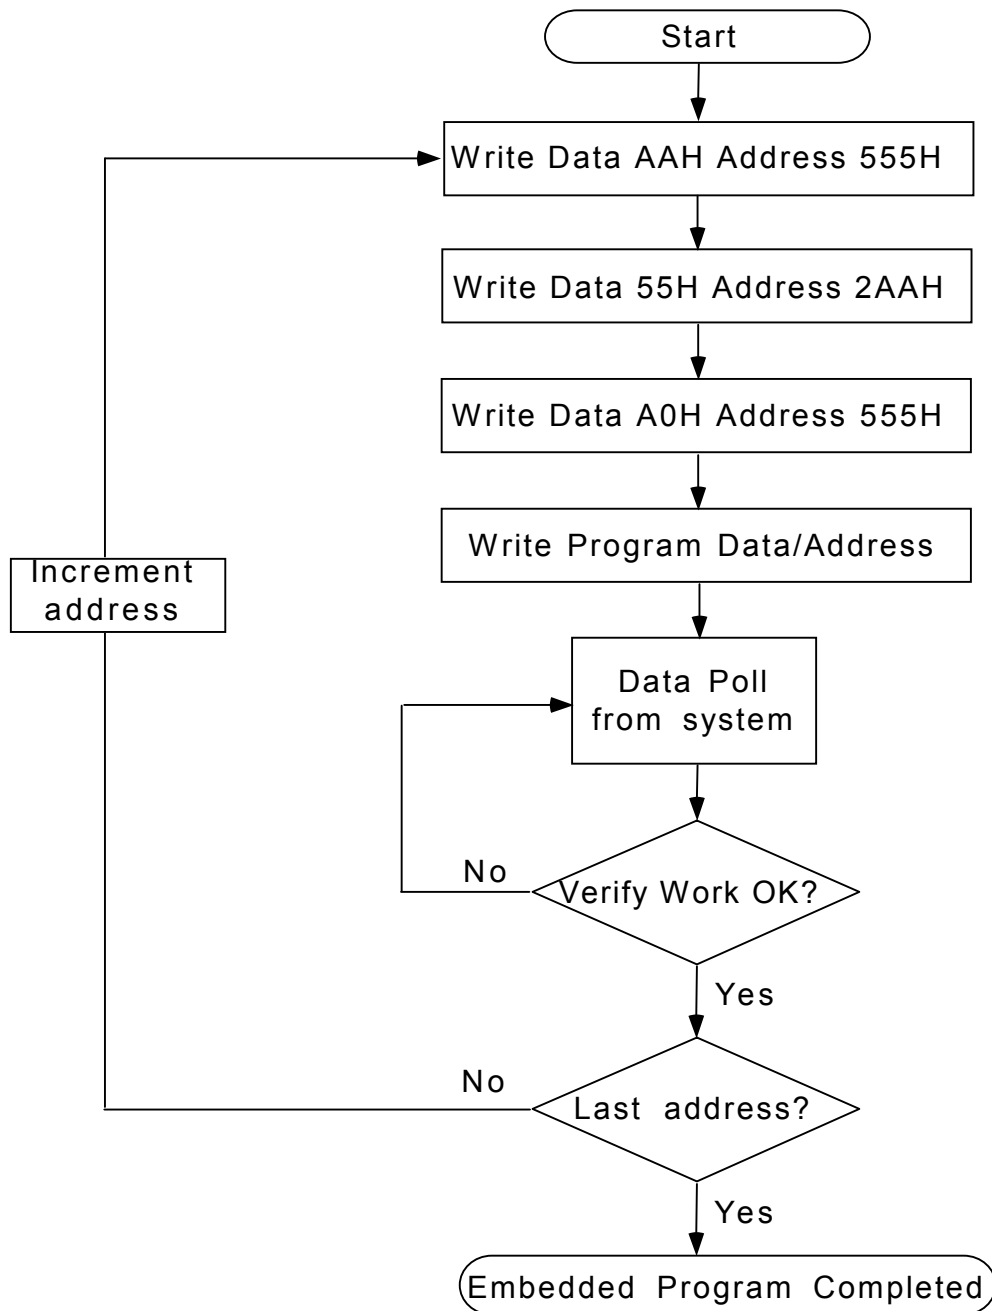 Start
Write Data AAH Address 555H
Write Data 55H Address 2AAH
Write Data A0H Address 555H
Write Program Data/Address
Increment
address
Data Poll
from system
No
Verify Work OK?
Yes
No
Last address?
Yes
Embedded Program Completed